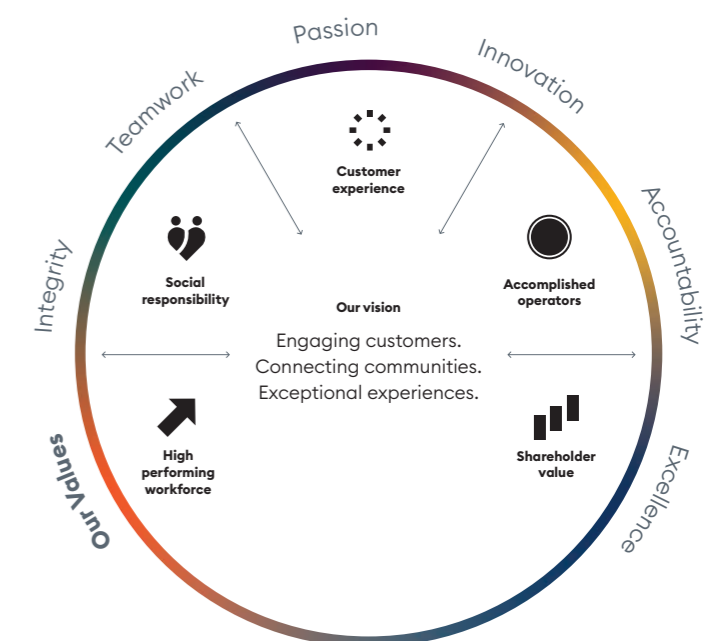 Passion
Innovation
Teamwork
Accountability
Integrity
Excellence
Our Values
Customer
experience
Social
responsibility
Accomplished
operators
Our vision
Engaging customers.
Connecting communities.
Exceptional experiences.
High
performing
workforce
Shareholder
value